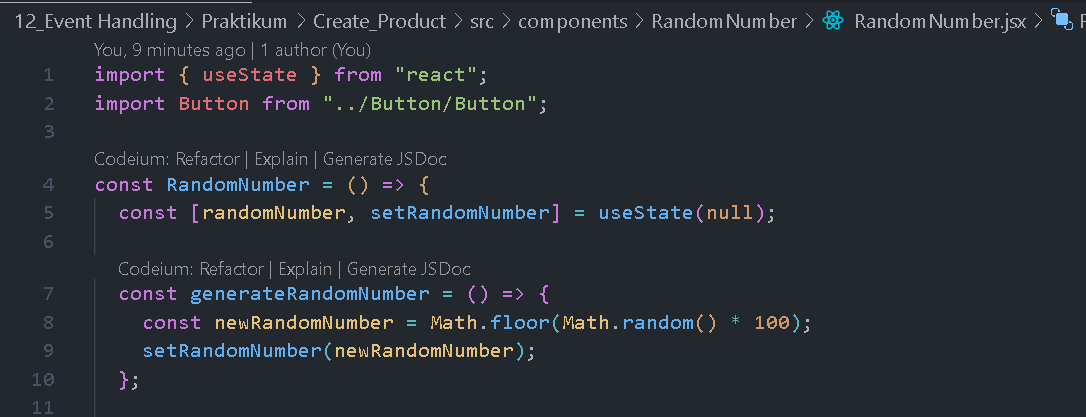 12_Event Handling > Praktikum > Create_Product > src > components > RandomNumber > RandomNumber.jsx >
You, 9 minutes ago | 1 author (You)
1 import { useState } from "react";
2 import Button from "../Button/Button";
3
Codeium: Refactor | Explain | Generate JSDoc
4 const RandomNumber = () => {
5 const [randomNumber, setRandomNumber] = useState(null);
6
Codeium: Refactor | Explain | Generate JSDoc
7 const generateRandomNumber = () => {
8 const newRandomNumber = Math.floor(Math.random() * 100);
9 setRandomNumber(newRandomNumber);
10 };
11